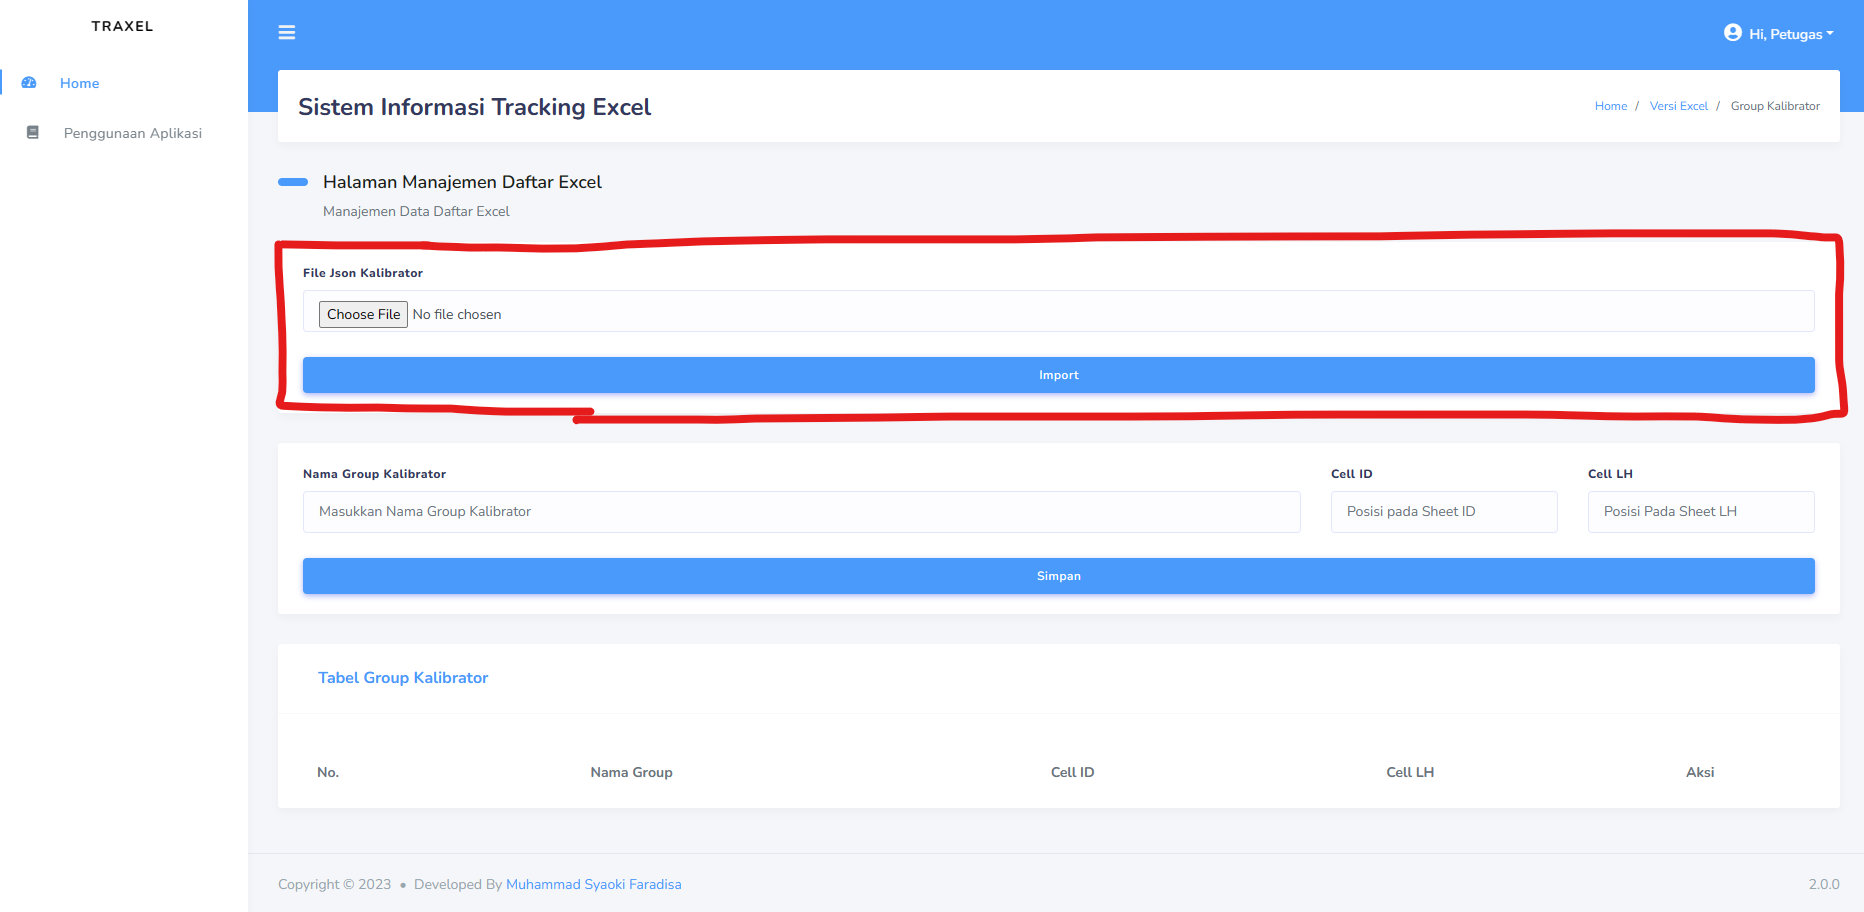 TRAXEL
Home
Penggunaan Aplikasi
Hi, Petugas
Sistem Informasi Tracking Excel
Home / Versi Excel / Group Kalibrator
Halaman Manajemen Daftar Excel
Manajemen Data Daftar Excel
File Json Kalibrator
Choose File No file chosen
Import
Nama Group Kalibrator Cell ID Cell LH
Masukkan Nama Group Kalibrator Posisi pada Sheet ID Posisi Pada Sheet LH
Simpan
Tabel Group Kalibrator
No. Nama Group Cell ID Cell LH Aksi
Copyright © 2023 • Developed By Muhammad Syaoki Faradisa 2.0.0